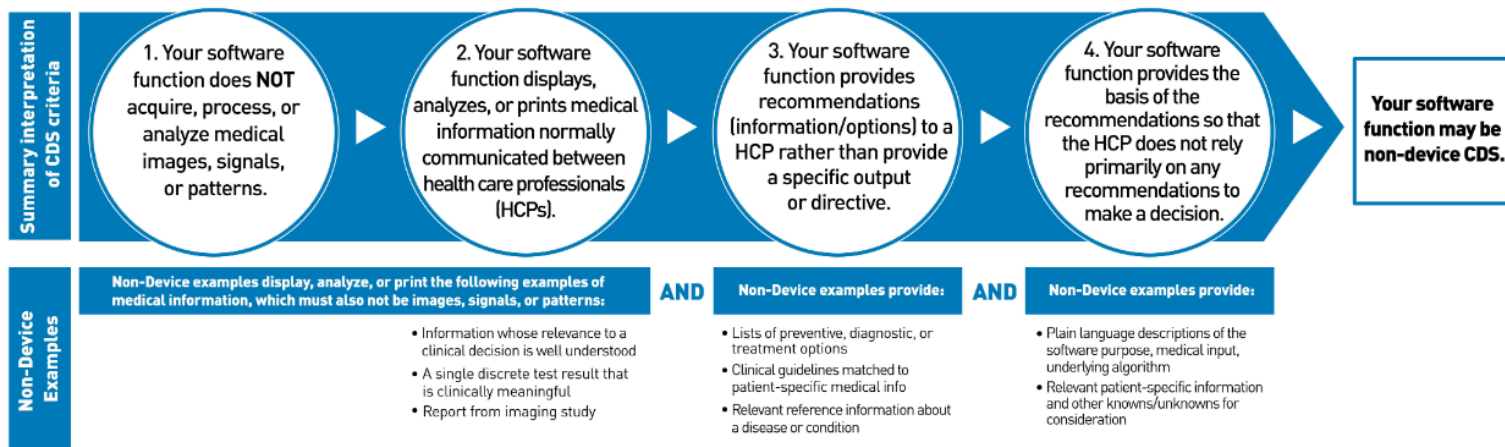 Summary interpretation
of CDS criteria
1. Your software
function does NOT
acquire, process, or
analyze medical
images, signals,
or patterns.
2. Your software
function displays,
analyzes, or prints medical
information normally
communicated between
health care professionals
(HCPs).
3. Your software
function provides
recommendations
(information/options) to a
HCP rather than provide
a specific output
or directive.
4. Your software
function provides the
basis of the
recommendations so that
the HCP does not rely
primarily on any
recommendations to
make a decision.
Your software
function may be
non-device CDS.
Non-Device
Examples
Non-Device examples display, analyze, or print the following examples of
medical information, which must also not be images, signals, or patterns:
• Information whose relevance to a
clinical decision is well understood
• A single discrete test result that
is clinically meaningful
• Report from imaging study
AND
Non-Device examples provide:
• Lists of preventive, diagnostic, or
treatment options
• Clinical guidelines matched to
patient-specific medical info
• Relevant reference information about
a disease or condition
AND
Non-Device examples provide:
• Plain language descriptions of the
software purpose, medical input,
underlying algorithm
• Relevant patient-specific information
and other knowns/unknowns for
consideration